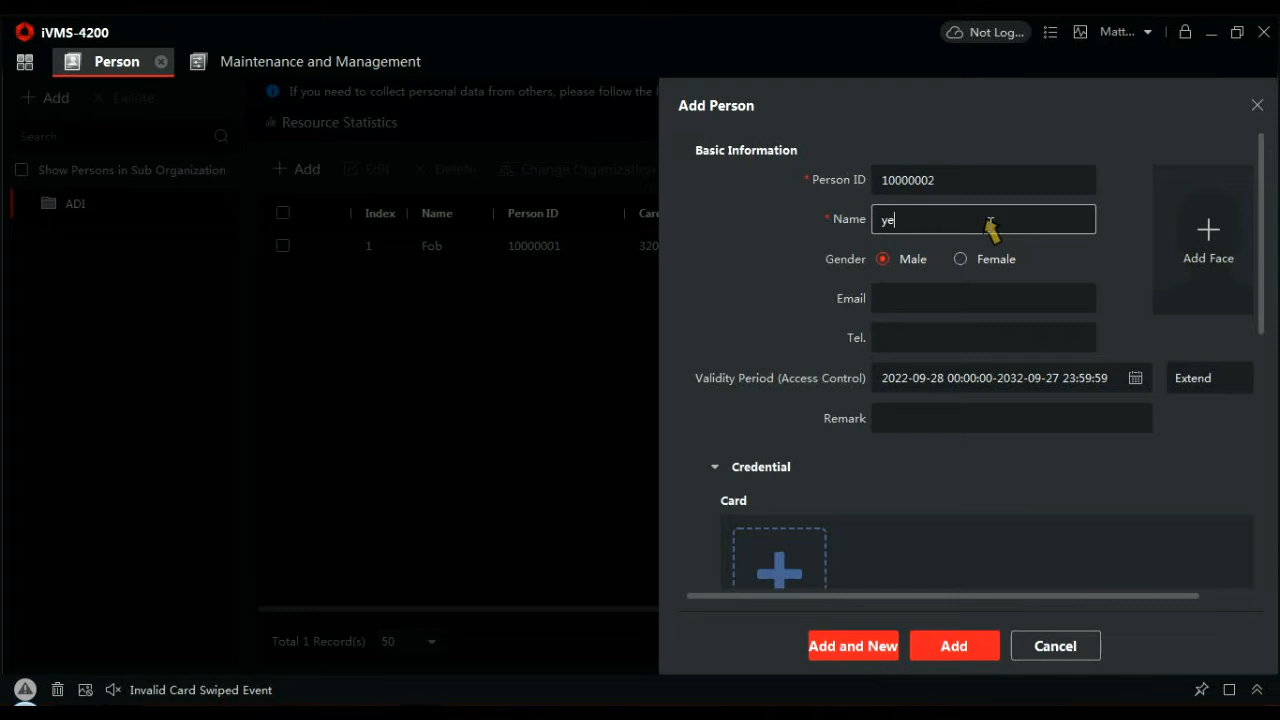 iVMS-4200
Not Log...
Matt...
Person
Maintenance and Management
Add
Delete
Search
Show Persons in Sub Organization
ADI
If you need to collect personal data from others, please follow the
Resource Statistics
Add Edit Delete Change Organization
Index Name Person ID Car
1 Fob 10000001 320
Total 1 Record(s) 50
Add Person
Basic Information
* Person ID 10000002
* Name ye
Gender Male Female
Add Face
Email
Tel.
Validity Period (Access Control) 2022-09-28 00:00:00-2032-09-27 23:59:59 Extend
Remark
Credential
Card
Add and New Add Cancel
Invalid Card Swiped Event